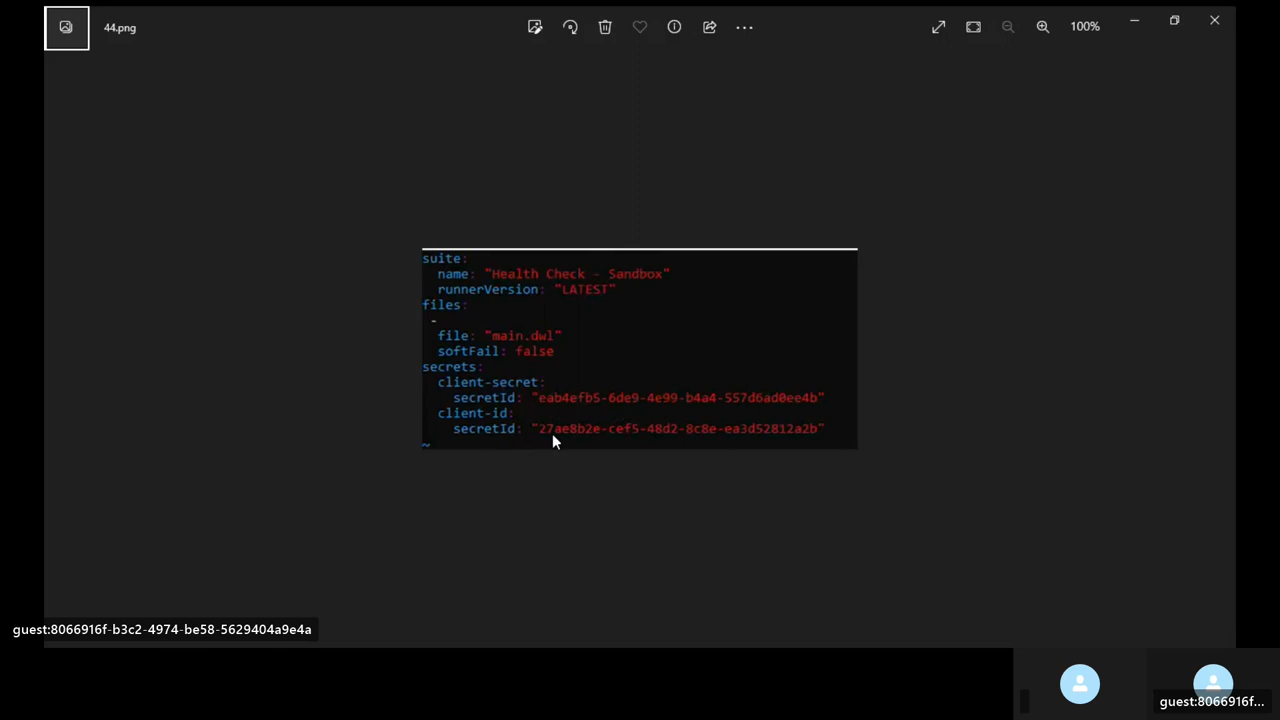 44.png
100%
suite:
name: "Health Check - Sandbox"
runnerVersion: "LATEST"
files:
-
file: "main.dwl"
softFail: false
secrets:
client-secret:
secretId: "eab4efb5-6de9-4e99-b4a4-557d6ad0ee4b"
client-id:
secretId: "27ae8b2e-cef5-48d2-8c8e-ea3d52812a2b"
~
guest:8066916f-b3c2-4974-be58-5629404a9e4a
guest:8066916f...